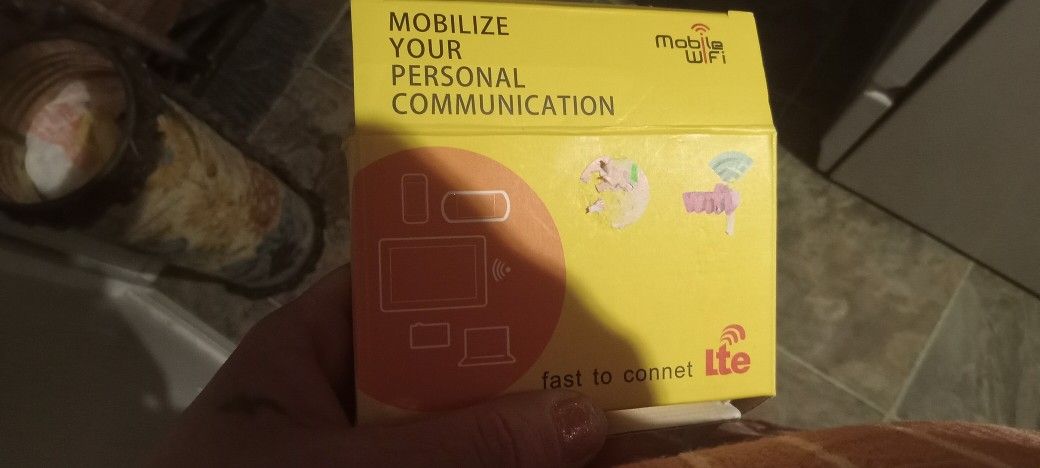 MOBILIZE
YOUR
PERSONAL
COMMUNICATION
Mobile
WiFi
fast to connet Lte